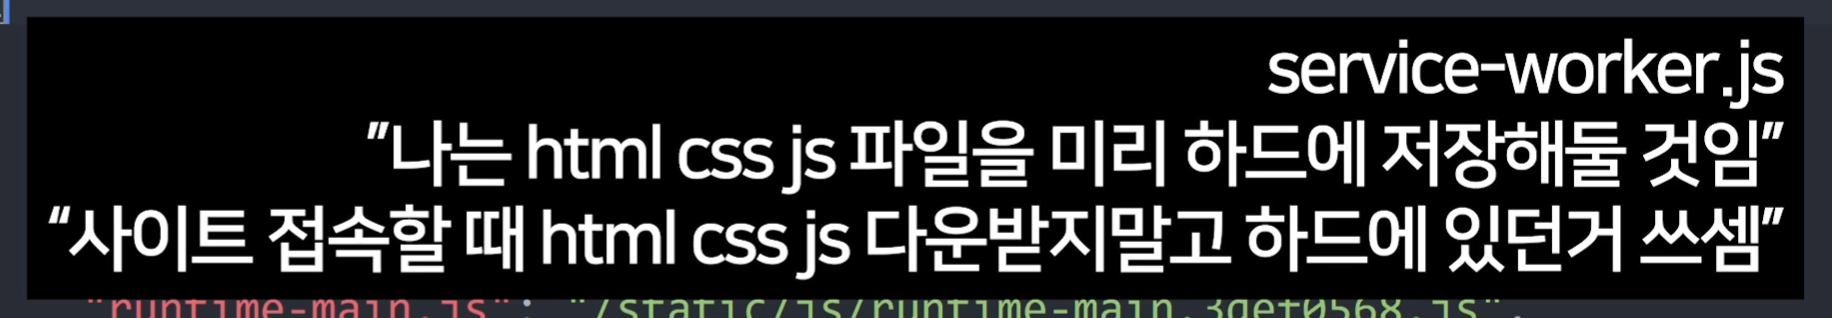 service-worker.js
"나는 html css js 파일을 미리 하드에 저장해둘 것임"
“사이트 접속할 때 html css js 다운받지말고 하드에 있던거 쓰셈”
"runtime-main.js": "/static/js/runtime-main.3def0568.js",